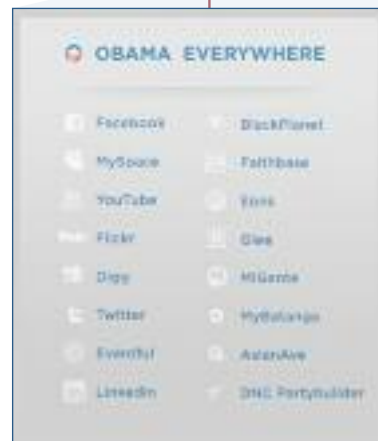 OBAMA EVERYWHERE
Facebook
BlackPlanet
MySpace
Faithbase
YouTube
Eons
Flickr
Glee
Digg
MiGente
Twitter
MyBatanga
Eventful
AsianAve
LinkedIn
DNC Partybuilder